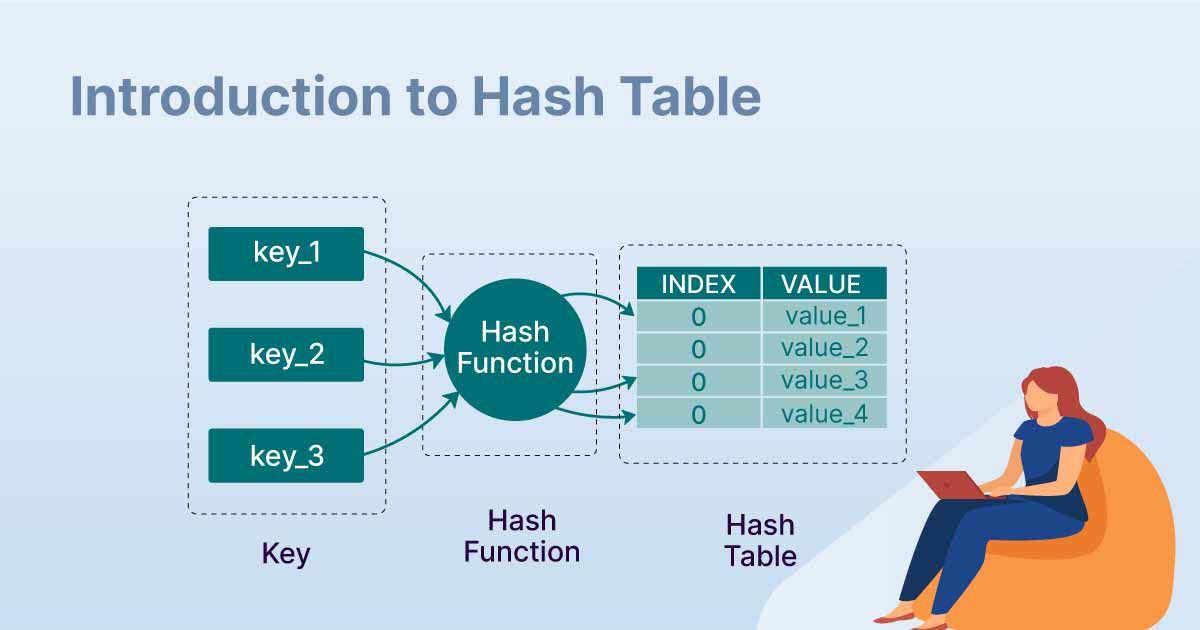 Introduction to Hash Table
key_1
key_2
key_3
Key
Hash
Function
Hash
Function
INDEX VALUE
0 value_1
0 value_2
0 value_3
0 value_4
Hash
Table